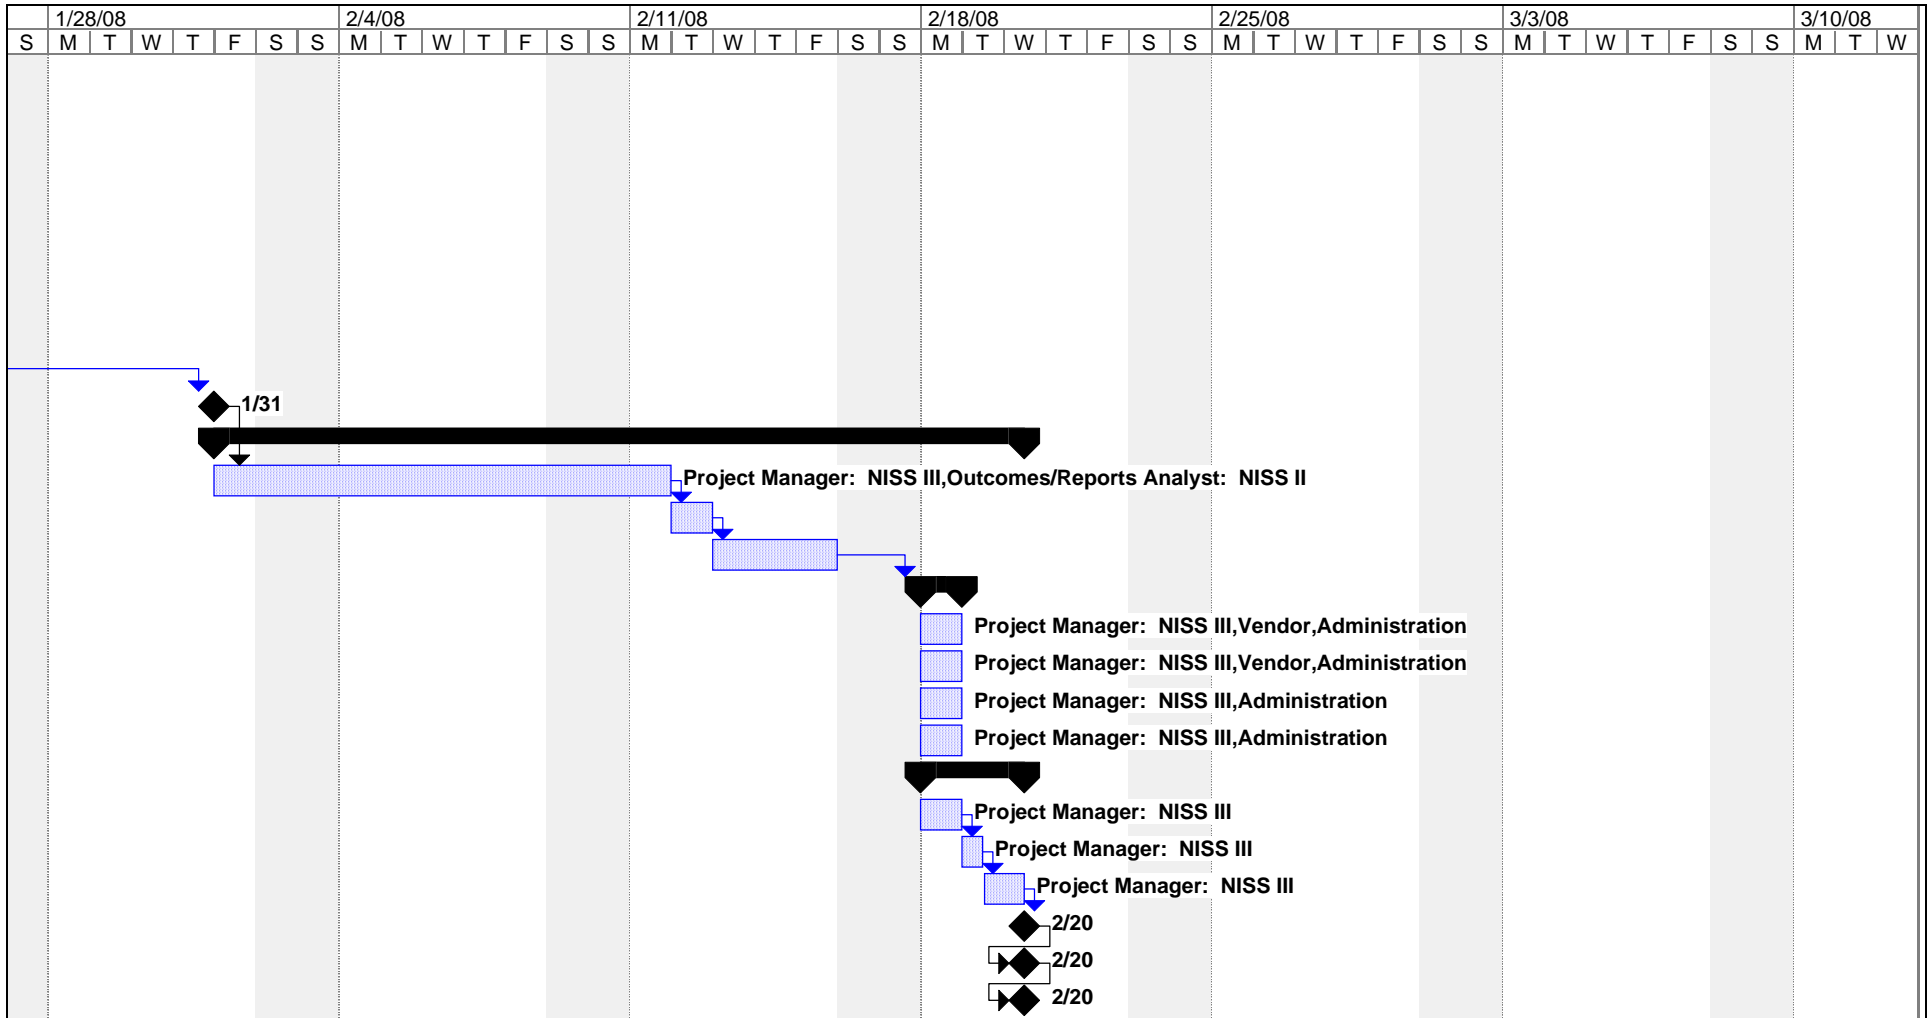 1/28/08 2/4/08 2/11/08 2/18/08 2/25/08 3/3/08 3/10/08
S M T W T F S S M T W T F S S M T W T F S S M T W T F S S M T W T F S S M T W T F S S M T W
1/31
Project Manager:  NISS III,Outcomes/Reports Analyst:  NISS II
Project Manager:  NISS III,Vendor,Administration
Project Manager:  NISS III,Vendor,Administration
Project Manager:  NISS III,Administration
Project Manager:  NISS III,Administration
Project Manager:  NISS III
Project Manager:  NISS III
Project Manager:  NISS III
2/20
2/20
2/20